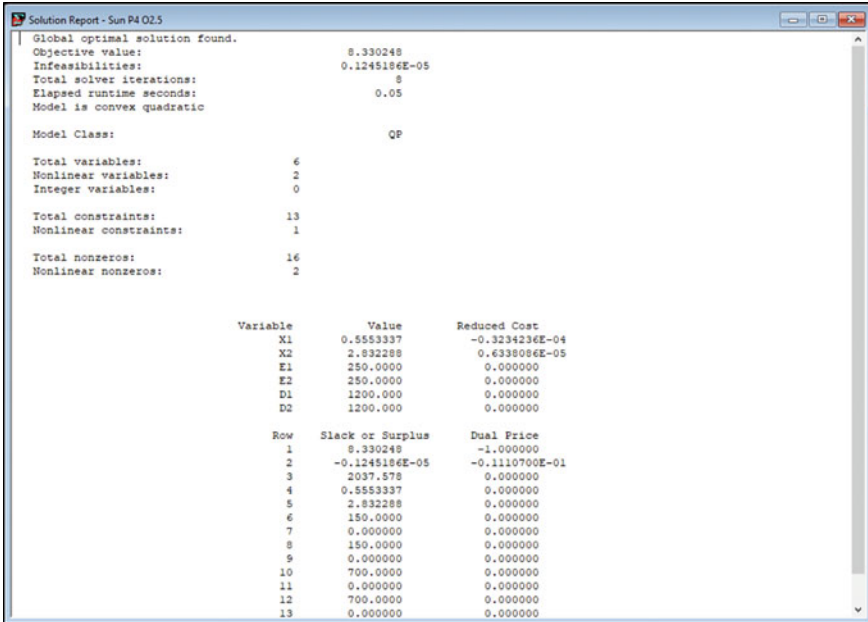 Solution Report - Sun P4 O2.5
Global optimal solution found.
Objective value: 8.330248
Infeasibilities: 0.1245186E-05
Total solver iterations: 8
Elapsed runtime seconds: 0.05
Model is convex quadratic
Model Class: QP
Total variables: 6
Nonlinear variables: 2
Integer variables: 0
Total constraints: 13
Nonlinear constraints: 1
Total nonzeros: 16
Nonlinear nonzeros: 2
Variable Value Reduced Cost
X1 0.5553337 -0.3234236E-04
X2 2.832288 0.6338086E-05
E1 250.0000 0.000000
E2 250.0000 0.000000
D1 1200.000 0.000000
D2 1200.000 0.000000
Row Slack or Surplus Dual Price
1 8.330248 -1.000000
2 -0.1245186E-05 -0.1110700E-01
3 2037.578 0.000000
4 0.5553337 0.000000
5 2.832288 0.000000
6 150.0000 0.000000
7 0.000000 0.000000
8 150.0000 0.000000
9 0.000000 0.000000
10 700.0000 0.000000
11 0.000000 0.000000
12 700.0000 0.000000
13 0.000000 0.000000